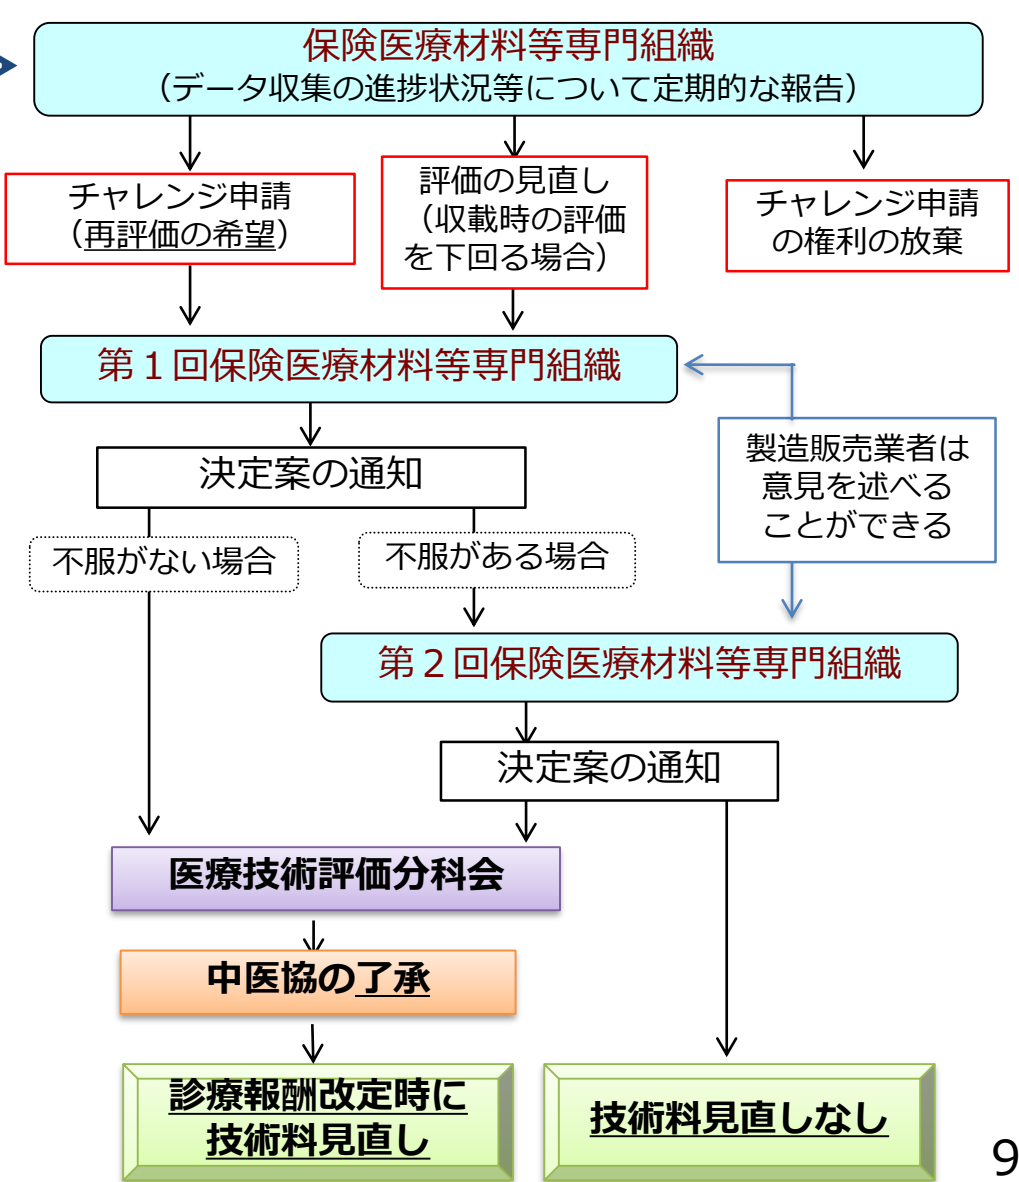 保険医療材料等専門組織
（データ収集の進捗状況等について定期的な報告）
チャレンジ申請
（再評価の希望）
評価の見直し
（収載時の評価
を下回る場合）
チャレンジ申請
の権利の放棄
第１回保険医療材料等専門組織
決定案の通知
製造販売業者は
意見を述べる
ことができる
不服がない場合
不服がある場合
第２回保険医療材料等専門組織
決定案の通知
医療技術評価分科会
中医協の了承
診療報酬改定時に
技術料見直し
技術料見直しなし
9